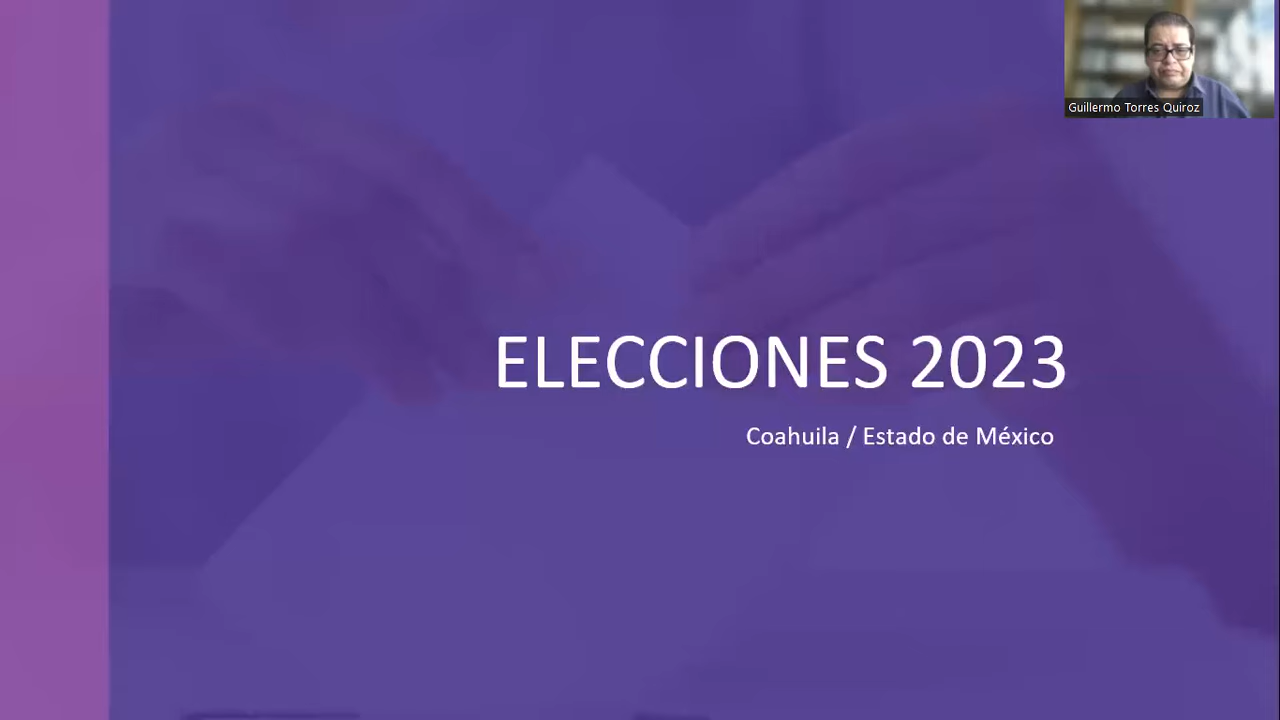 Guillermo Torres Quiroz
ELECCIONES 2023
Coahuila / Estado de México